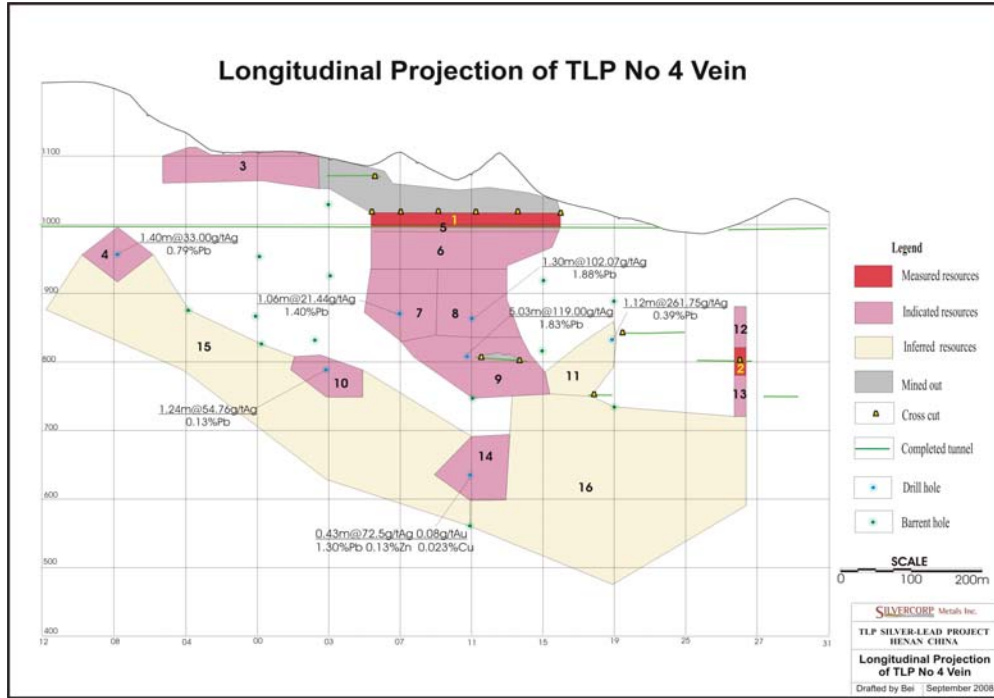 Longitudinal Projection of TLP No 4 Vein
1100
1000
900
800
700
600
500
400
12
08
04
00
03
07
11
15
19
25
27
31
3
1
5
6
4
1.40m@33.00g/tAg
0.79%Pb
1.30m@102.07g/tAg
1.88%Pb
1.06m@21.44g/tAg
1.40%Pb
7
8
5.03m@119.00g/tAg
1.83%Pb
1.12m@261.75g/tAg
0.39%Pb
12
2
13
15
10
9
11
1.24m@54.76g/tAg
0.13%Pb
14
16
0.43m@72.5g/tAg 0.08g/tAu
1.30%Pb 0.13%Zn 0.023%Cu
Legend
Measured resources
Indicated resources
Inferred resources
Mined out
Cross cut
Completed tunnel
Drill hole
Barrent hole
SCALE
0 100 200m
SILVERCORP Metals Inc.
TLP SILVER-LEAD PROJECT
HENAN CHINA
Longitudinal Projection
of TLP No 4 Vein
Drafted by Bei September 2008